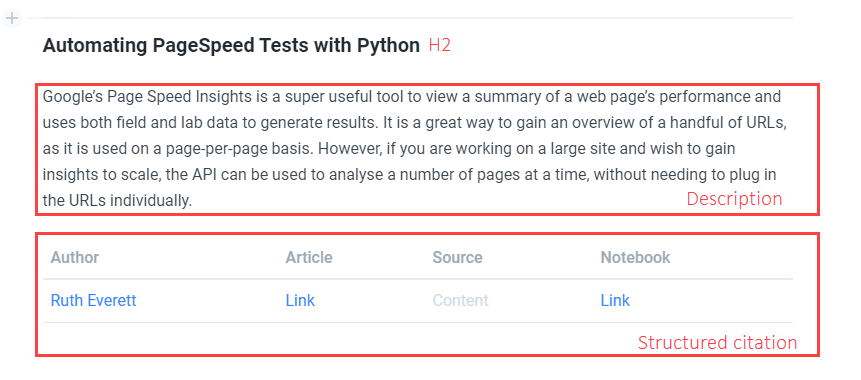 Automating PageSpeed Tests with Python H2
Google’s Page Speed Insights is a super useful tool to view a summary of a web page’s performance and
uses both field and lab data to generate results. It is a great way to gain an overview of a handful of URLs,
as it is used on a page-per-page basis. However, if you are working on a large site and wish to gain
insights to scale, the API can be used to analyse a number of pages at a time, without needing to plug in
the URLs individually.
Description
Author Article Source Notebook
Ruth Everett Link Content Link
Structured citation